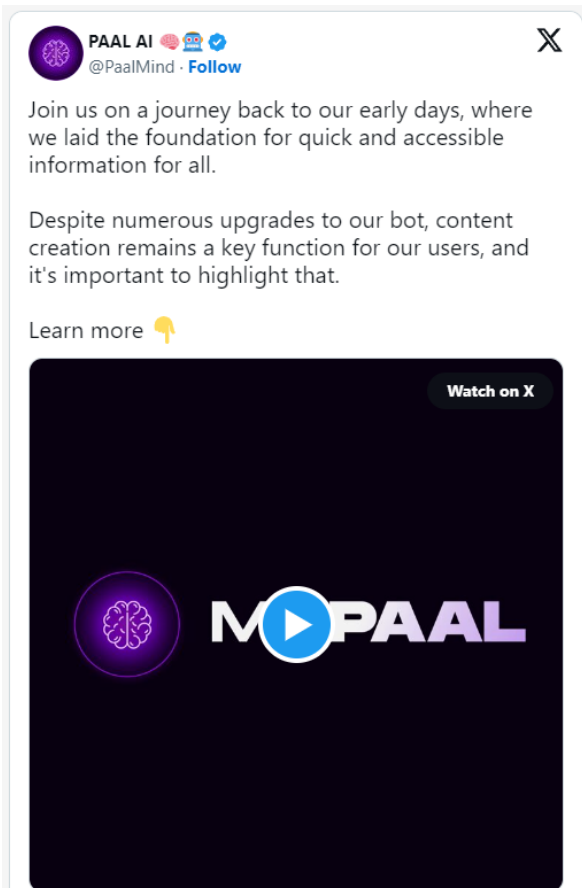 PAAL AI 🧠🤖
@PaalMind · Follow
Join us on a journey back to our early days, where
we laid the foundation for quick and accessible
information for all.
Despite numerous upgrades to our bot, content
creation remains a key function for our users, and
it's important to highlight that.
Learn more 👇
Watch on X
PAAL